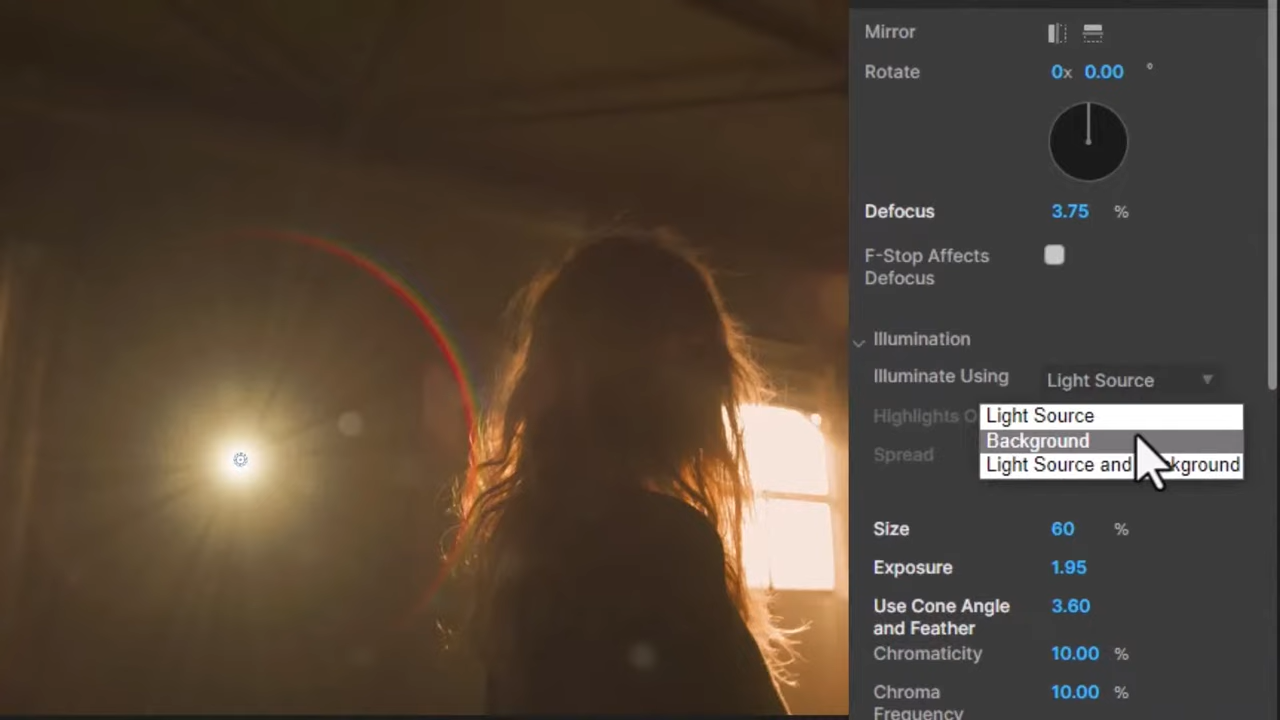 Mirror
Rotate 0x 0.00 °
Defocus 3.75 %
F-Stop Affects
Defocus
Illumination
Illuminate Using Light Source
Highlights O
Light Source
Background
Spread
Light Source and kground
Size 60 %
Exposure 1.95
Use Cone Angle 3.60
and Feather
Chromaticity 10.00 %
Chroma 10.00 %
Frequency